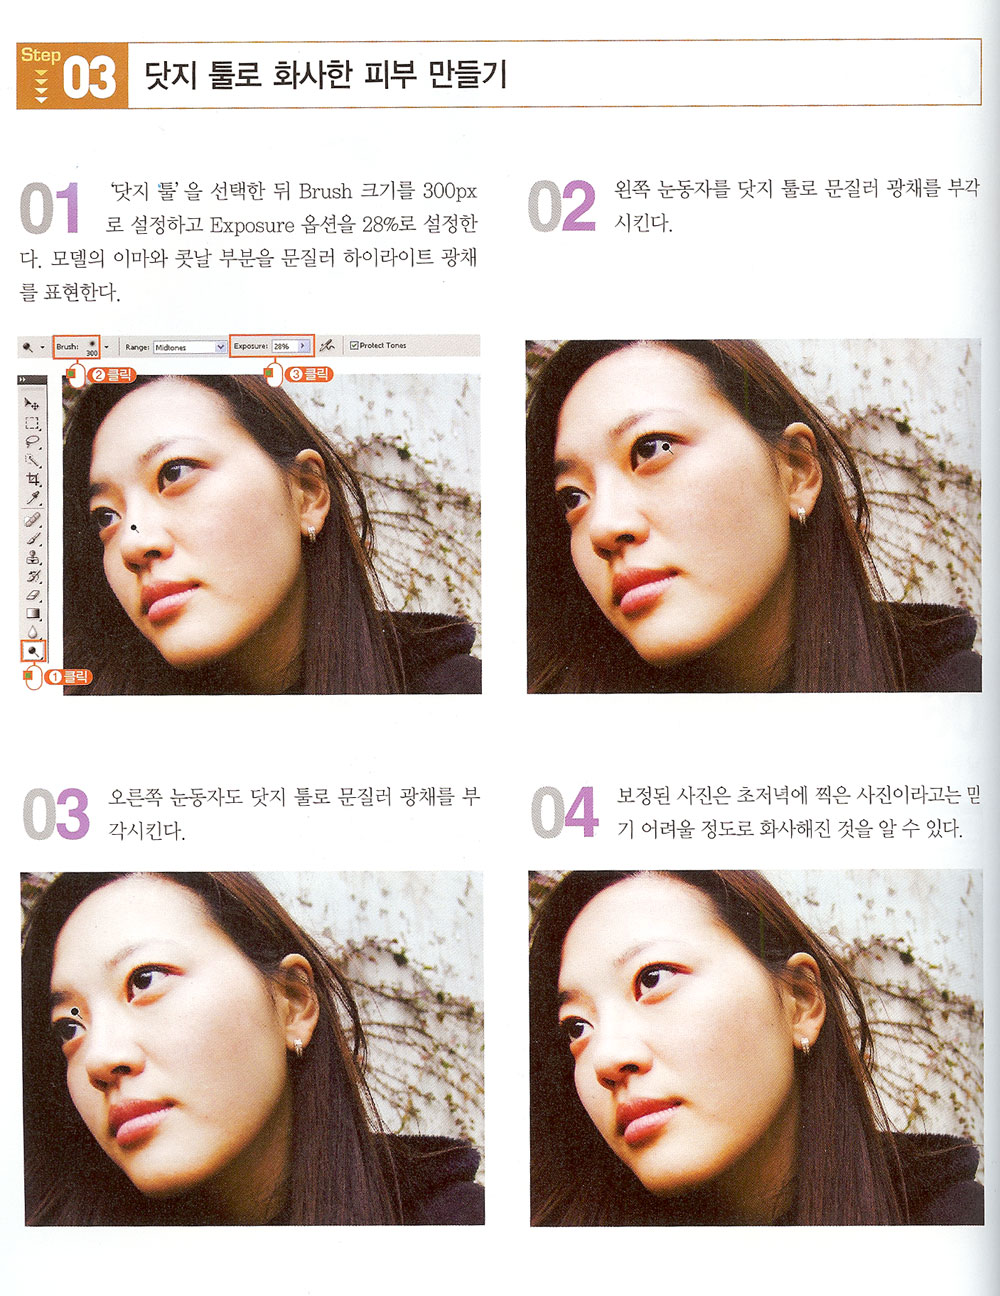 Step
03
닷지 툴로 화사한 피부 만들기
01
'닷지 툴'을 선택한 뒤 Brush 크기를 300px
로 설정하고 Exposure 옵션을 28%로 설정한
다. 모델의 이마와 콧날 부분을 문질러 하이라이트 광채
를 표현한다.
Brush: 300 Range: Midtones Exposure: 28% Protect Tones
2 클릭
3 클릭
1 클릭
02
왼쪽 눈동자를 닷지 툴로 문질러 광채를 부각
시킨다.
03
오른쪽 눈동자도 닷지 툴로 문질러 광채를 부
각시킨다.
04
보정된 사진은 초저녁에 찍은 사진이라고는 믿
기 어려울 정도로 화사해진 것을 알 수 있다.